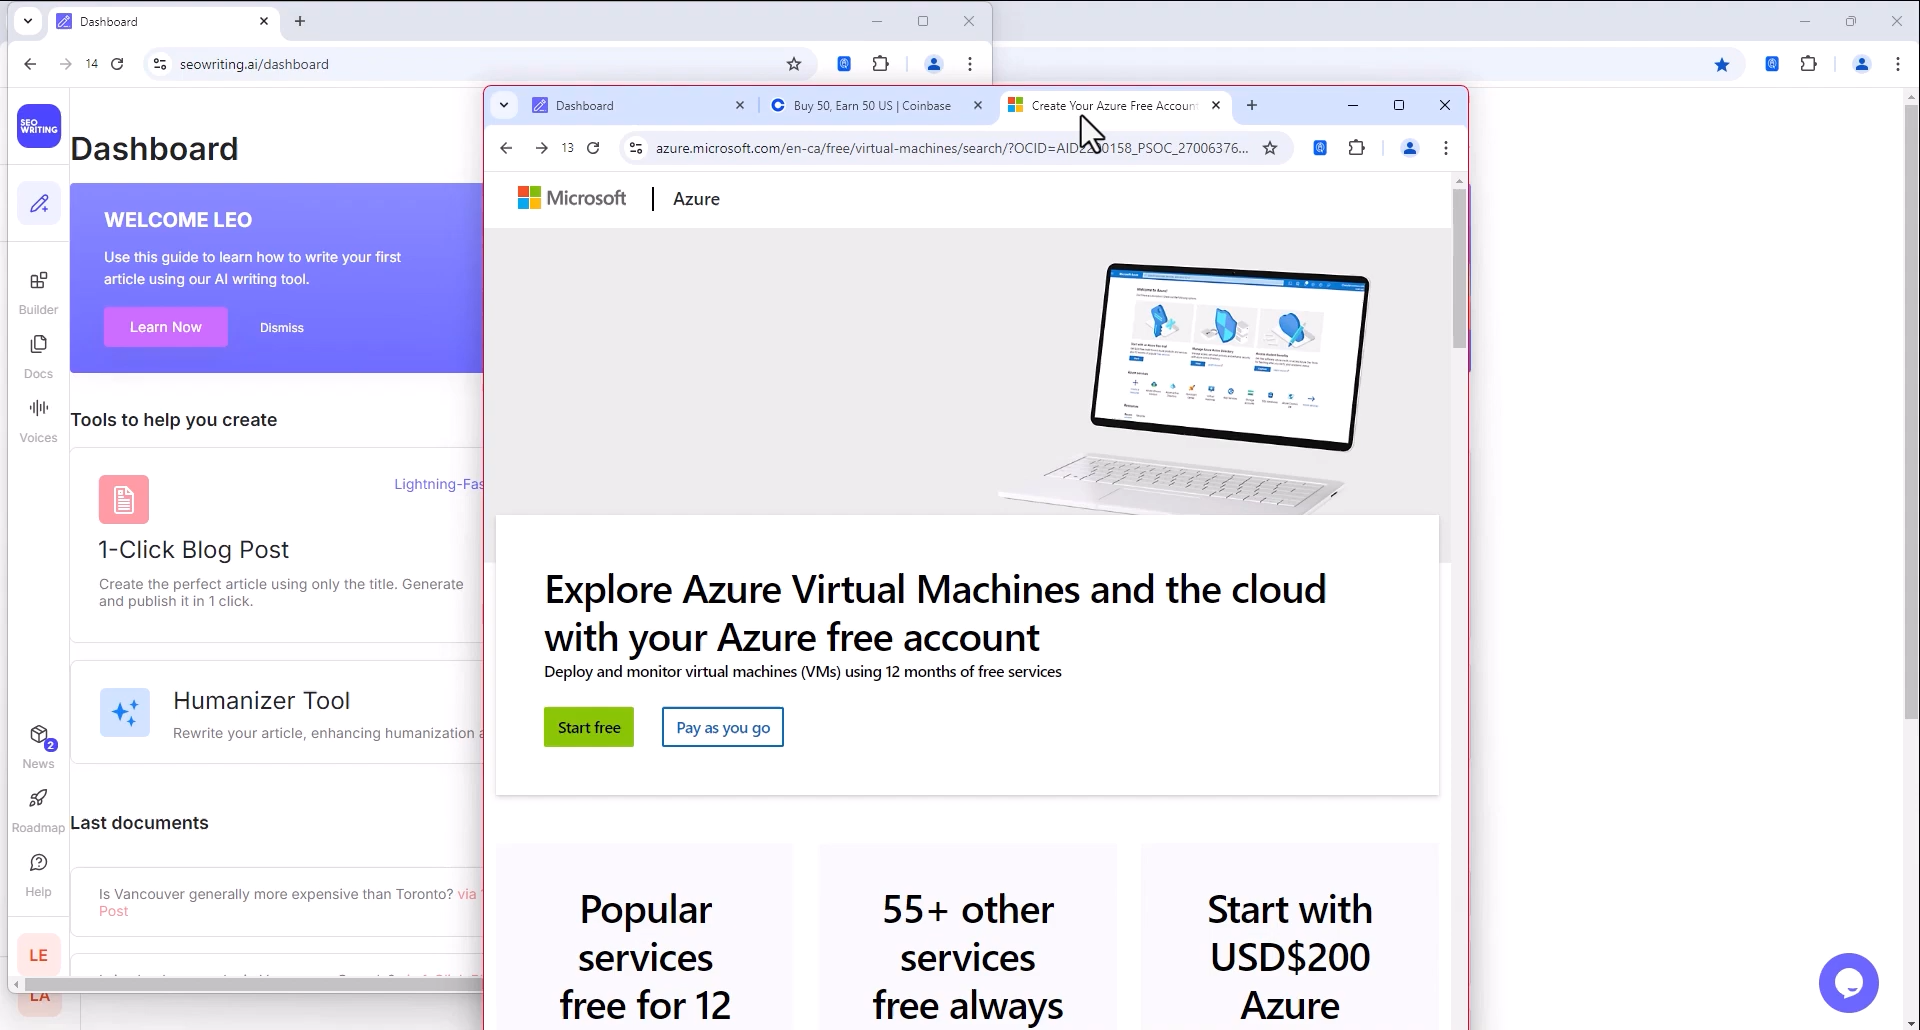 Dashboard
14
seowriting.ai/dashboard
SEO
WRITING
Dashboard
WELCOME LEO
Use this guide to learn how to write your first
article using our AI writing tool.
Learn Now
Dismiss
Builder
Docs
Voices
Tools to help you create
Lightning-Fas
1-Click Blog Post
Create the perfect article using only the title. Generate
and publish it in 1 click.
Humanizer Tool
Rewrite your article, enhancing humanization a
2
News
Roadmap
Help
Last documents
Is Vancouver generally more expensive than Toronto? via
Post
LE
LA
Dashboard
Buy 50, Earn 50 US | Coinbase
Create Your Azure Free Account
13
azure.microsoft.com/en-ca/free/virtual-machines/search/?OCID=AID22 0158_PSOC_27006376...
Microsoft
Azure
Explore Azure Virtual Machines and the cloud
with your Azure free account
Deploy and monitor virtual machines (VMs) using 12 months of free services
Start free
Pay as you go
Popular
services
free for 12
55+ other
services
free always
Start with
USD$200
Azure